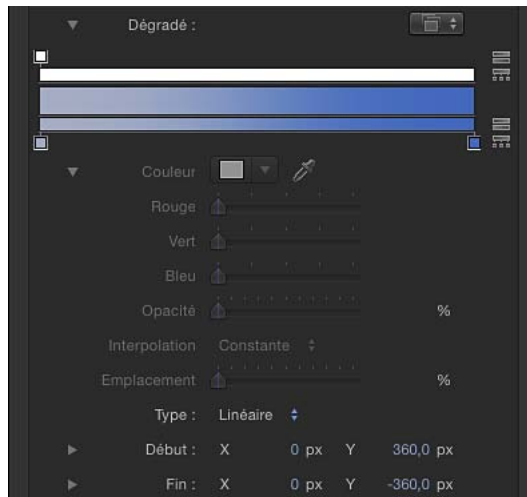 Dégradé :
Couleur
Rouge
Vert
Bleu
Opacité %
Interpolation Constante
Emplacement %
Type : Linéaire
Début : X 0 px Y 360,0 px
Fin : X 0 px Y -360,0 px